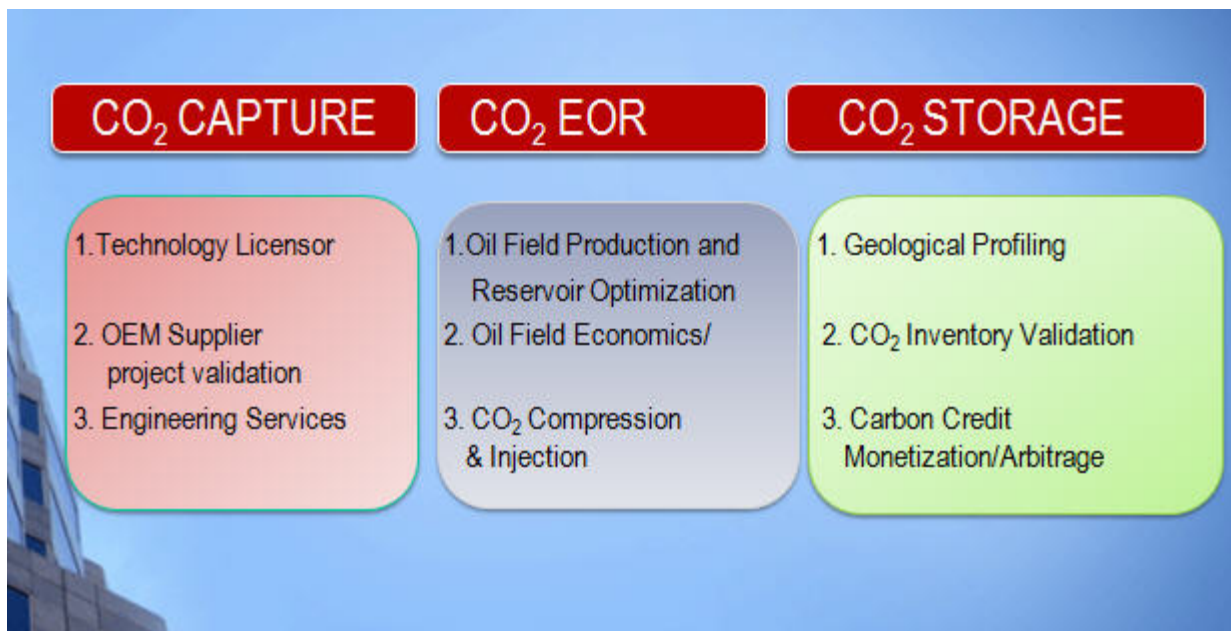 CO₂ CAPTURE
1.Technology Licensor
2. OEM Supplier
project validation
3. Engineering Services
CO₂ EOR
1.Oil Field Production and
Reservoir Optimization
2. Oil Field Economics/
3. CO₂ Compression
& Injection
CO₂ STORAGE
1. Geological Profiling
2. CO₂ Inventory Validation
3. Carbon Credit
Monetization/Arbitrage